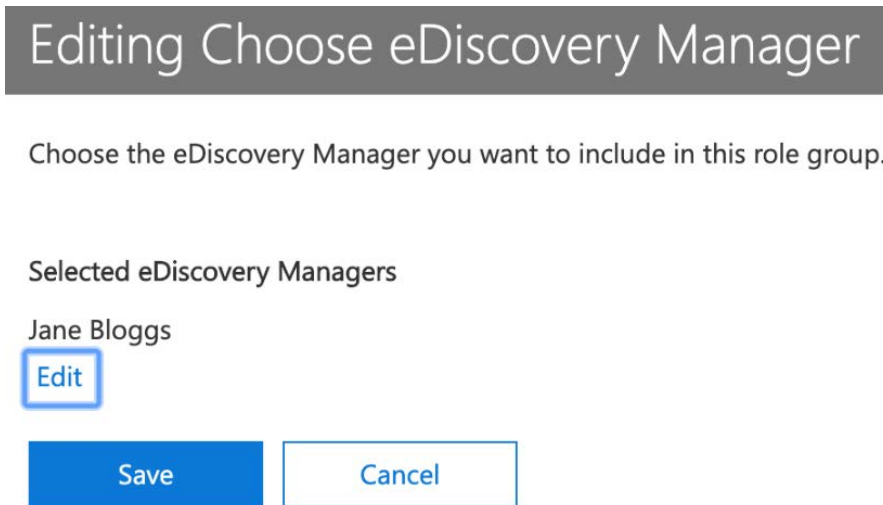 Editing Choose eDiscovery Manager
Choose the eDiscovery Manager you want to include in this role group.
Selected eDiscovery Managers
Jane Bloggs
Edit
Save Cancel